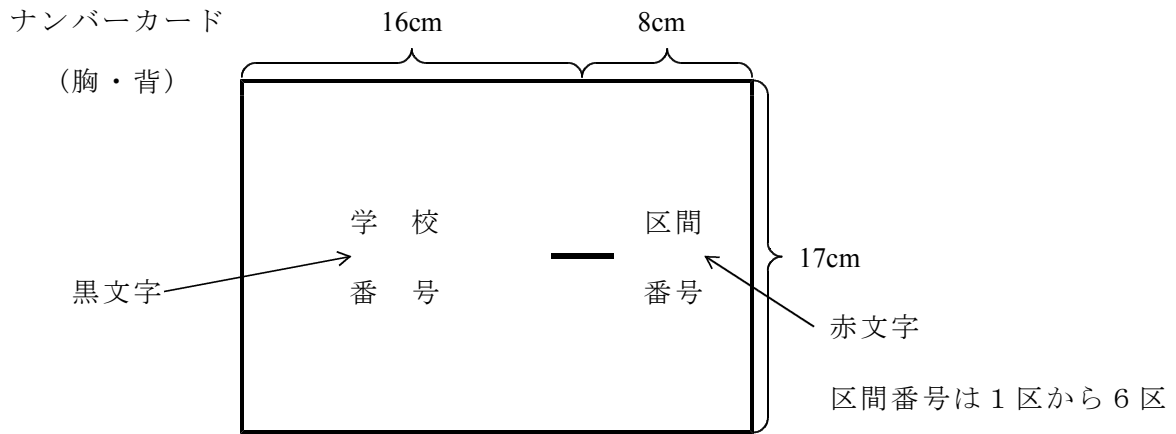 ナンバーカード
(胸・背)
16cm
8cm
学 校
番 号
区間
番号
17cm
黒文字
赤文字
区間番号は1区から6区